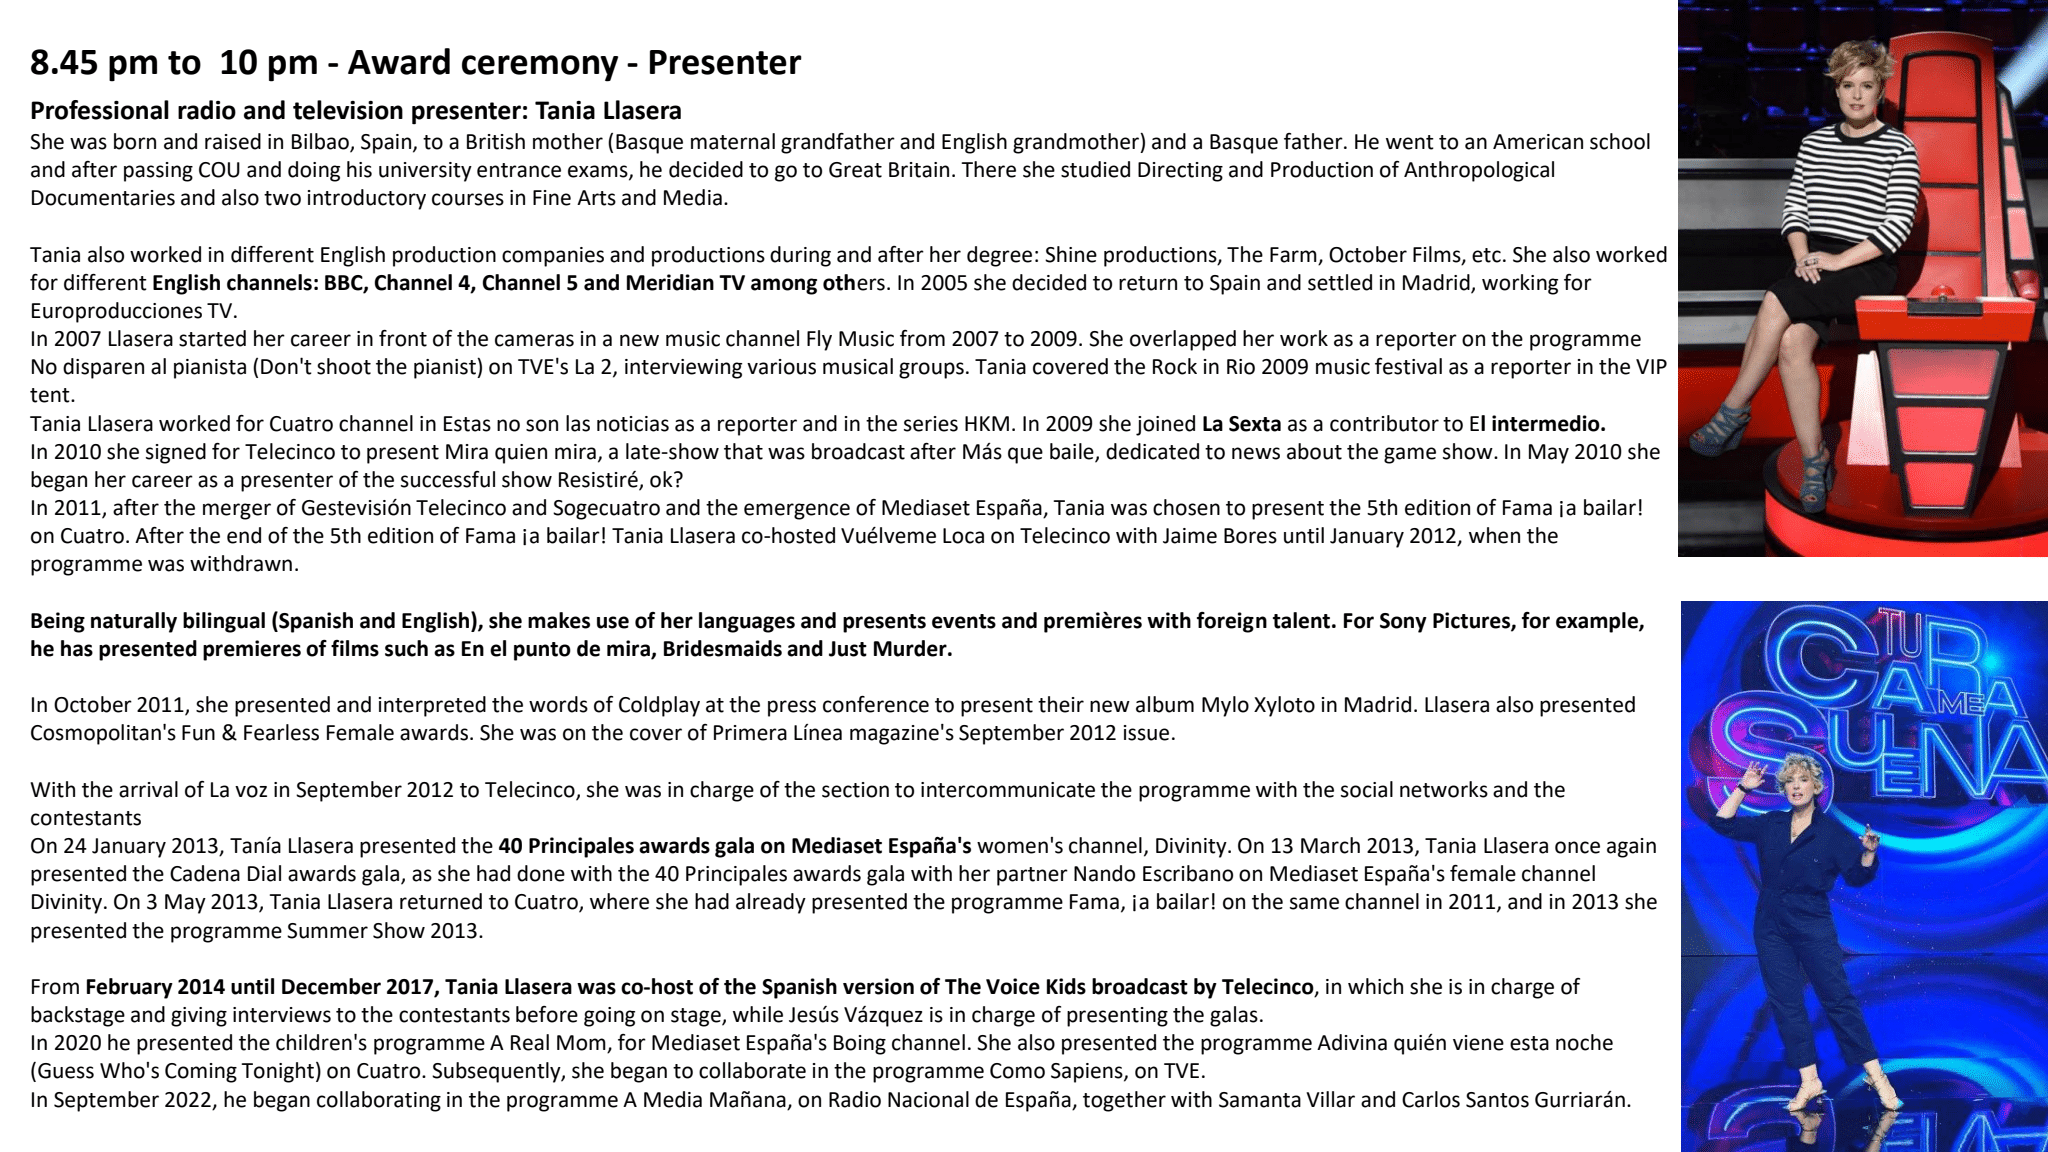 8.45 pm to  10 pm - Award ceremony - Presenter
Professional radio and television presenter: Tania Llasera
She was born and raised in Bilbao, Spain, to a British mother (Basque maternal grandfather and English grandmother) and a Basque father. He went to an American school
and after passing COU and doing his university entrance exams, he decided to go to Great Britain. There she studied Directing and Production of Anthropological
Documentaries and also two introductory courses in Fine Arts and Media.
Tania also worked in different English production companies and productions during and after her degree: Shine productions, The Farm, October Films, etc. She also worked
for different English channels: BBC, Channel 4, Channel 5 and Meridian TV among others. In 2005 she decided to return to Spain and settled in Madrid, working for
Europroducciones TV.
In 2007 Llasera started her career in front of the cameras in a new music channel Fly Music from 2007 to 2009. She overlapped her work as a reporter on the programme
No disparen al pianista (Don't shoot the pianist) on TVE's La 2, interviewing various musical groups. Tania covered the Rock in Rio 2009 music festival as a reporter in the VIP
tent.
Tania Llasera worked for Cuatro channel in Estas no son las noticias as a reporter and in the series HKM. In 2009 she joined La Sexta as a contributor to El intermedio.
In 2010 she signed for Telecinco to present Mira quien mira, a late-show that was broadcast after Más que baile, dedicated to news about the game show. In May 2010 she
began her career as a presenter of the successful show Resistiré, ok?
In 2011, after the merger of Gestevisión Telecinco and Sogecuatro and the emergence of Mediaset España, Tania was chosen to present the 5th edition of Fama ¡a bailar!
on Cuatro. After the end of the 5th edition of Fama ¡a bailar! Tania Llasera co-hosted Vuélveme Loca on Telecinco with Jaime Bores until January 2012, when the
programme was withdrawn.
Being naturally bilingual (Spanish and English), she makes use of her languages and presents events and premières with foreign talent. For Sony Pictures, for example,
he has presented premieres of films such as En el punto de mira, Bridesmaids and Just Murder.
In October 2011, she presented and interpreted the words of Coldplay at the press conference to present their new album Mylo Xyloto in Madrid. Llasera also presented
Cosmopolitan's Fun & Fearless Female awards. She was on the cover of Primera Línea magazine's September 2012 issue.
With the arrival of La voz in September 2012 to Telecinco, she was in charge of the section to intercommunicate the programme with the social networks and the
contestants
On 24 January 2013, Tanía Llasera presented the 40 Principales awards gala on Mediaset España's women's channel, Divinity. On 13 March 2013, Tania Llasera once again
presented the Cadena Dial awards gala, as she had done with the 40 Principales awards gala with her partner Nando Escribano on Mediaset España's female channel
Divinity. On 3 May 2013, Tania Llasera returned to Cuatro, where she had already presented the programme Fama, ¡a bailar! on the same channel in 2011, and in 2013 she
presented the programme Summer Show 2013.
From February 2014 until December 2017, Tania Llasera was co-host of the Spanish version of The Voice Kids broadcast by Telecinco, in which she is in charge of
backstage and giving interviews to the contestants before going on stage, while Jesús Vázquez is in charge of presenting the galas.
In 2020 he presented the children's programme A Real Mom, for Mediaset España's Boing channel. She also presented the programme Adivina quién viene esta noche
(Guess Who's Coming Tonight) on Cuatro. Subsequently, she began to collaborate in the programme Como Sapiens, on TVE.
In September 2022, he began collaborating in the programme A Media Mañana, on Radio Nacional de España, together with Samanta Villar and Carlos Santos Gurriarán.
TU
CARA
ME
SUENA